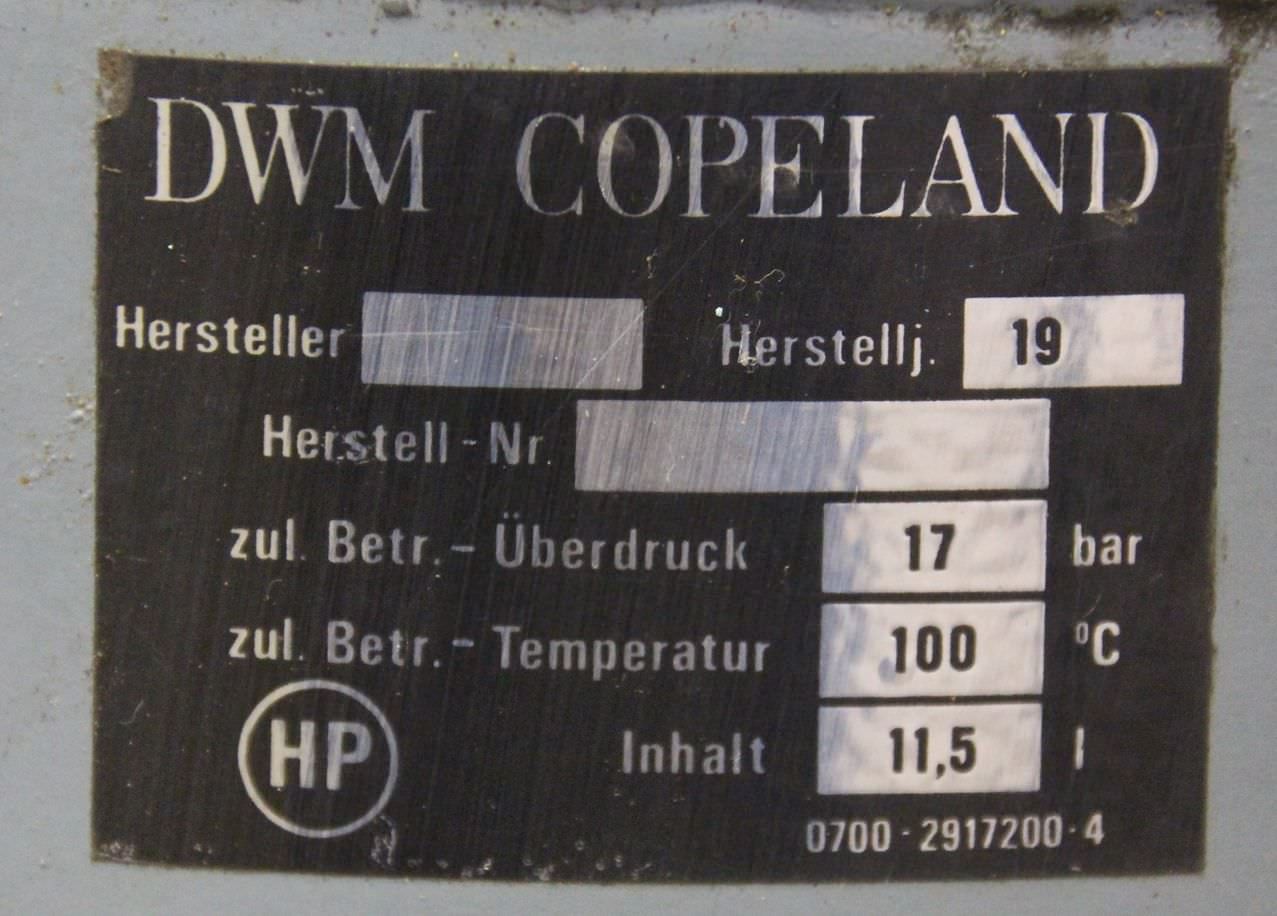 DWM COPELAND
Hersteller Herstellj. 19
Herstell-Nr.
zul. Betr.-Überdruck 17 bar
zul. Betr.-Temperatur 100 °C
HP Inhalt 11,5 l
0700-2917200-4